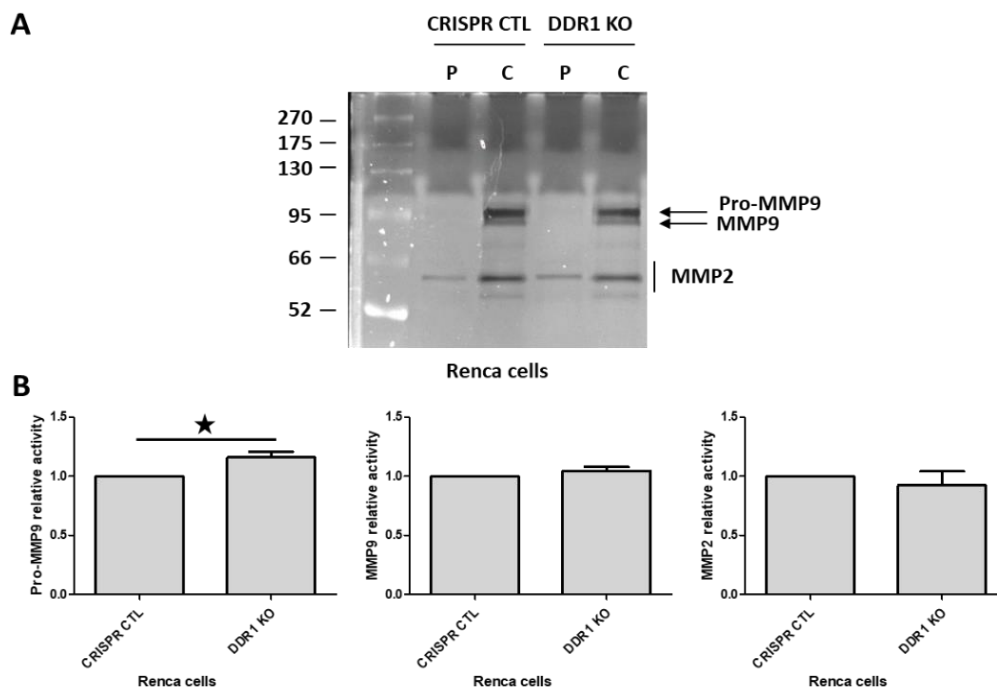 A
CRISPR CTL DDR1 KO
P C P C
270
175
130
95
66
52
Pro-MMP9
MMP9
MMP2
Renca cells
B
Pro-MMP9 relative activity
1.5
1.0
0.5
0.0
CRISPR CTL
DDR1 KO
Renca cells
MMP9 relative activity
1.5
1.0
0.5
0.0
CRISPR CTL
DDR1 KO
Renca cells
MMP2 relative activity
1.5
1.0
0.5
0.0
CRISPR CTL
DDR1 KO
Renca cells